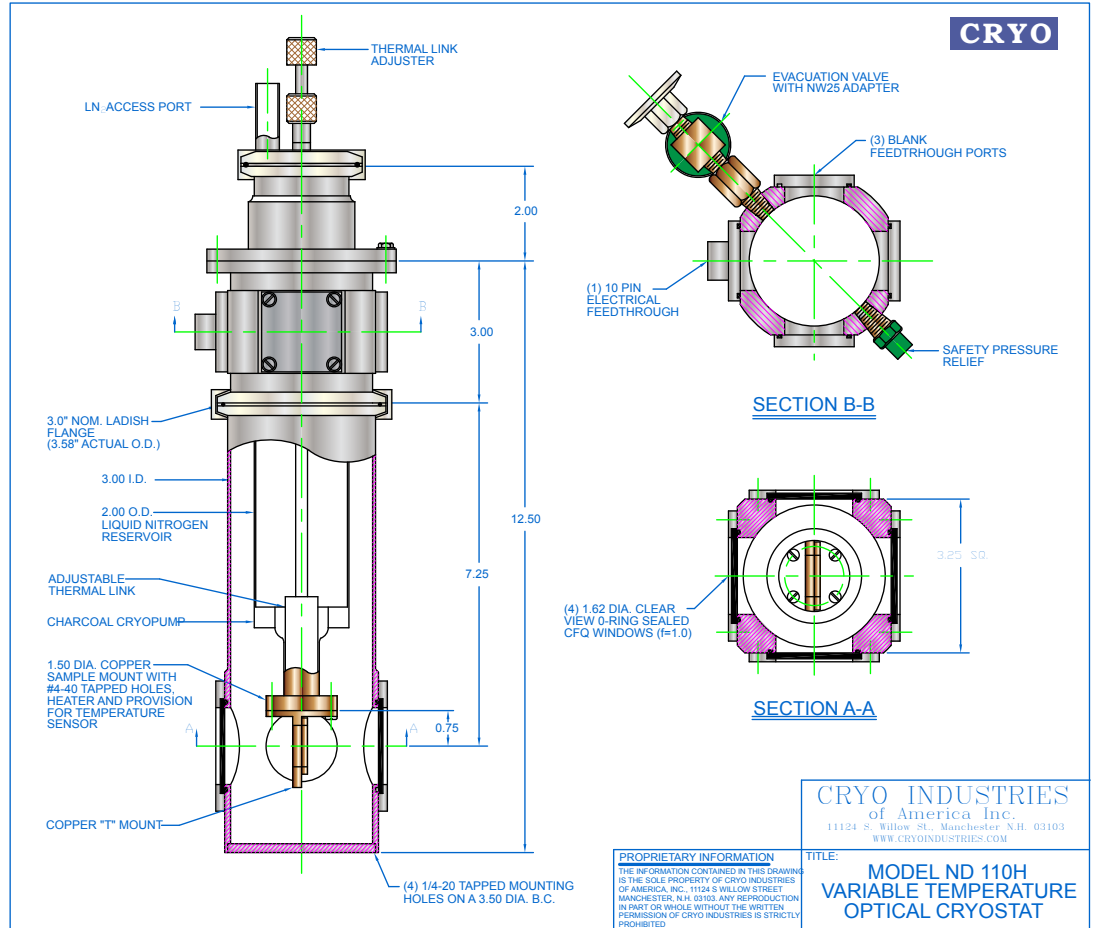 CRYO
THERMAL LINK
ADJUSTER
LN2 ACCESS PORT
2.00
B
B
3.00
3.0" NOM. LADISH
FLANGE
(3.58" ACTUAL O.D.)
3.00 I.D.
2.00 O.D.
LIQUID NITROGEN
RESERVOIR
12.50
7.25
ADJUSTABLE
THERMAL LINK
CHARCOAL CRYOPUMP
1.50 DIA. COPPER
SAMPLE MOUNT WITH
#4-40 TAPPED HOLES,
HEATER AND PROVISION
FOR TEMPERATURE
SENSOR
0.75
A
A
COPPER "T" MOUNT
(4) 1/4-20 TAPPED MOUNTING
HOLES ON A 3.50 DIA. B.C.
EVACUATION VALVE
WITH NW25 ADAPTER
(3) BLANK
FEEDTRHOUGH PORTS
(1) 10 PIN
ELECTRICAL
FEEDTHROUGH
SAFETY PRESSURE
RELIEF
SECTION B-B
3.25 SQ.
(4) 1.62 DIA. CLEAR
VIEW 0-RING SEALED
CFQ WINDOWS (f=1.0)
SECTION A-A
CRYO INDUSTRIES
of America Inc.
11124 S. Willow St., Manchester N.H. 03103
WWW.CRYOINDUSTRIES.COM
PROPRIETARY INFORMATION
THE INFORMATION CONTAINED IN THIS DRAWING
IS THE SOLE PROPERTY OF CRYO INDUSTRIES
OF AMERICA, INC., 11124 S WILLOW STREET
MANCHESTER, N.H. 03103. ANY REPRODUCTION
IN PART OR WHOLE WITHOUT THE WRITTEN
PERMISSION OF CRYO INDUSTRIES IS STRICTLY
PROHIBITED
TITLE:
MODEL ND 110H
VARIABLE TEMPERATURE
OPTICAL CRYOSTAT